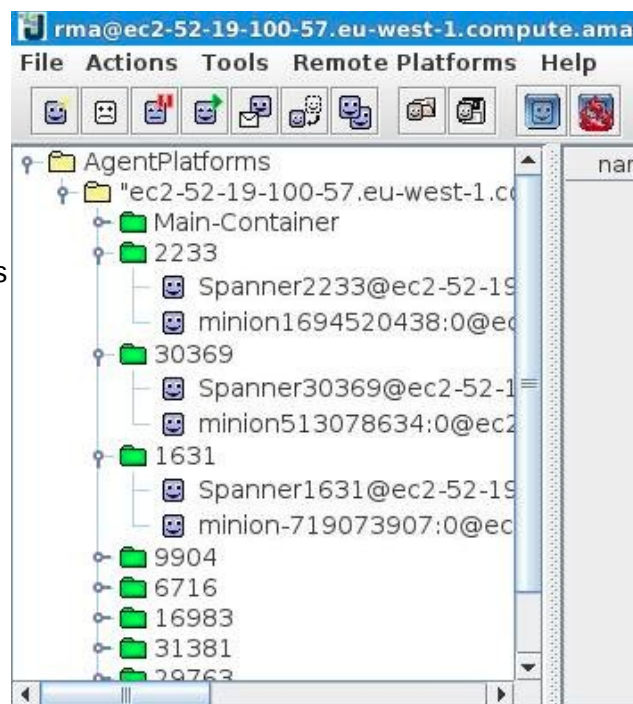 rma@ec2-52-19-100-57.eu-west-1.compute.ama
File Actions Tools Remote Platforms Help
AgentPlatforms
"ec2-52-19-100-57.eu-west-1.co
Main-Container
2233
s
Spanner2233@ec2-52-19
minion1694520438:0@ec
30369
Spanner30369@ec2-52-1
minion513078634:0@ec2
1631
Spanner1631@ec2-52-19
minion-719073907:0@ec
9904
6716
16983
31381
29763
nar